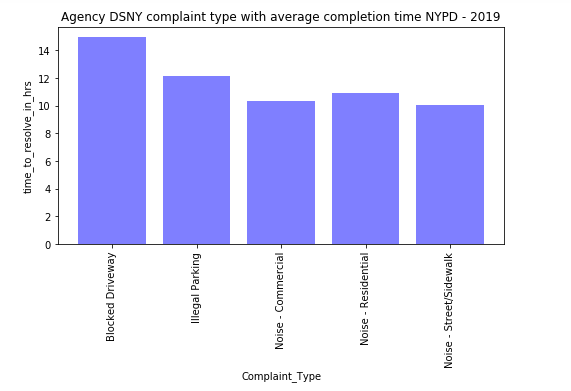 Agency DSNY complaint type with average completion time NYPD - 2019
time_to_resolve_in_hrs
14
12
10
8
6
4
2
0
Blocked Driveway
Illegal Parking
Noise - Commercial
Noise - Residential
Noise - Street/Sidewalk
Complaint_Type